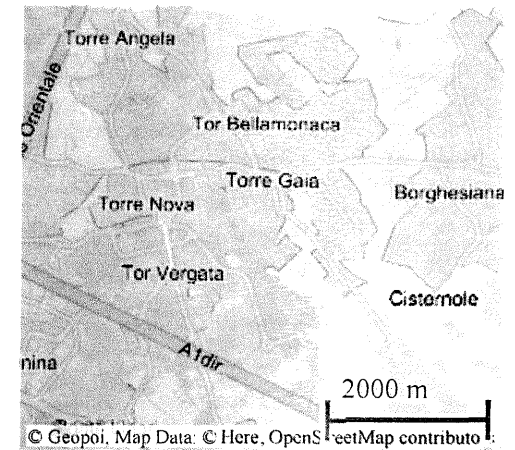 Torre Angela
Orientale
Tor Bellamonaca
Torre Gaia
Borghesiana
Torre Nova
Tor Vergata
Cisternole
A1dir
nina
2000 m
© Geopoi, Map Data: © Here, OpenStreetMap contributo